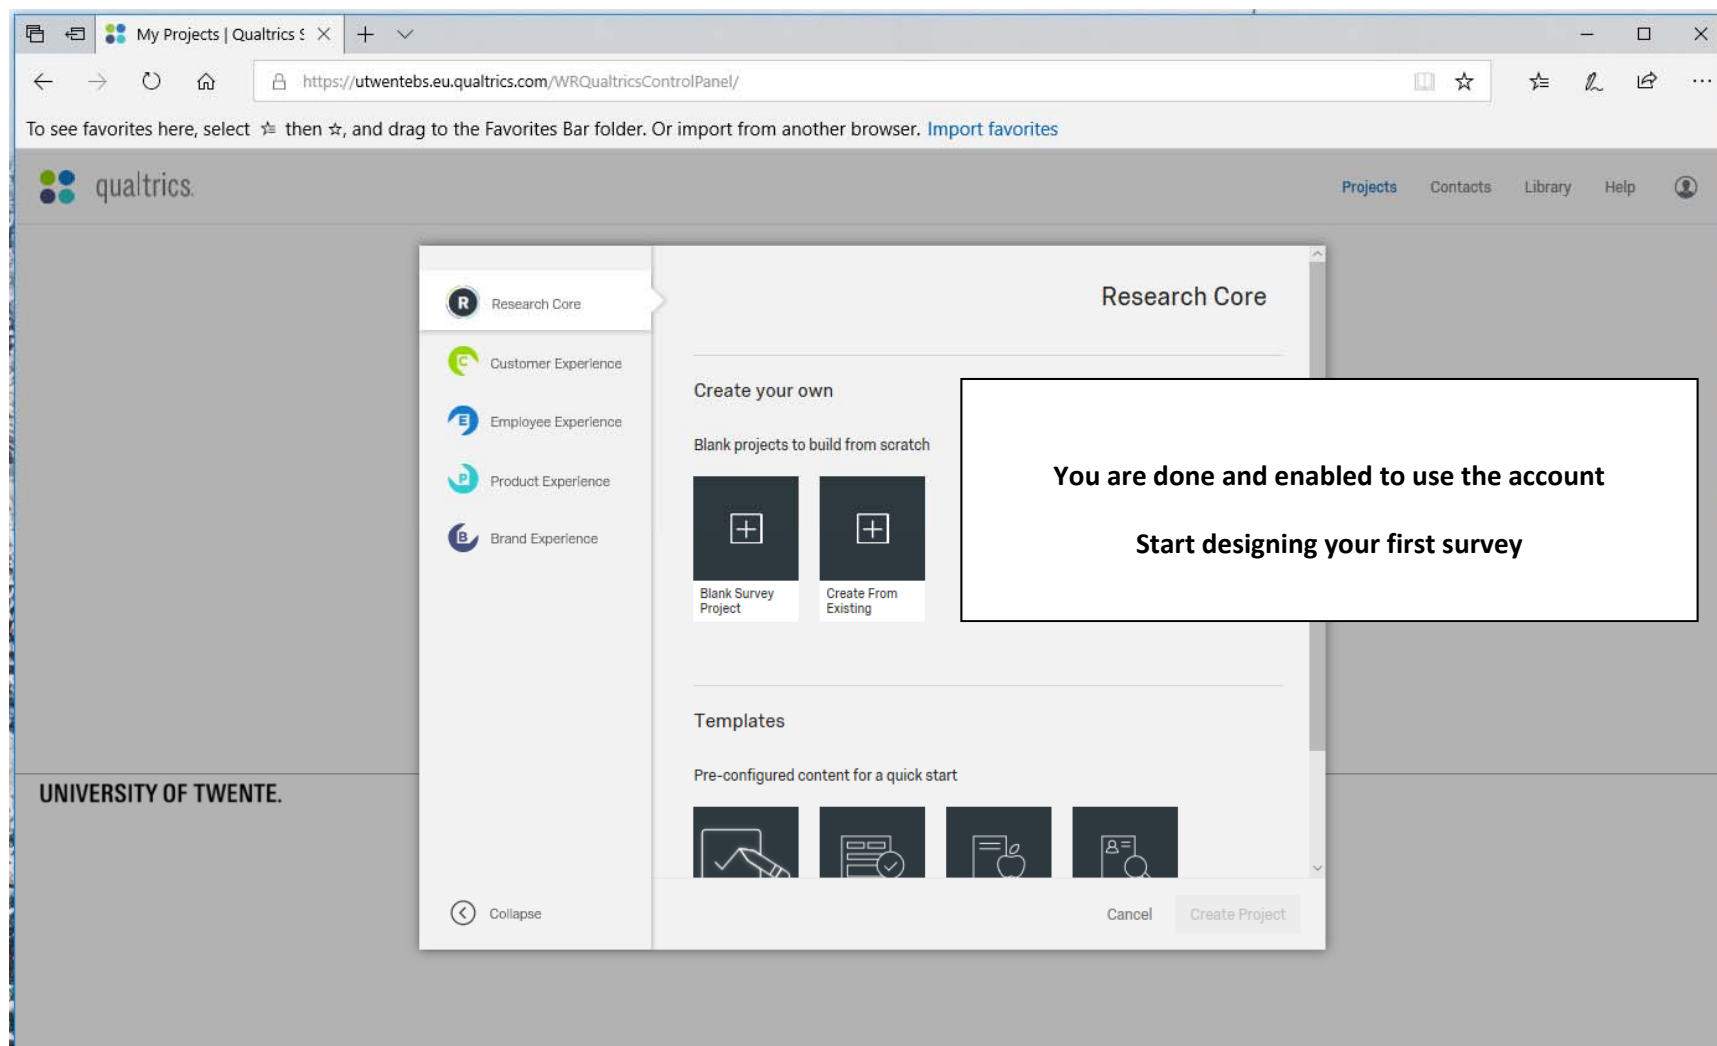 My Projects | Qualtrics S
https://utwentebs.eu.qualtrics.com/WRQualtricsControlPanel/
To see favorites here, select then , and drag to the Favorites Bar folder. Or import from another browser. Import favorites
qualtrics.
Projects Contacts Library Help
R Research Core
Research Core
C Customer Experience
E Employee Experience
P Product Experience
B Brand Experience
Create your own
Blank projects to build from scratch
Blank Survey
Project
Create From
Existing
You are done and enabled to use the account
Start designing your first survey
Templates
Pre-configured content for a quick start
UNIVERSITY OF TWENTE.
Collapse
Cancel Create Project